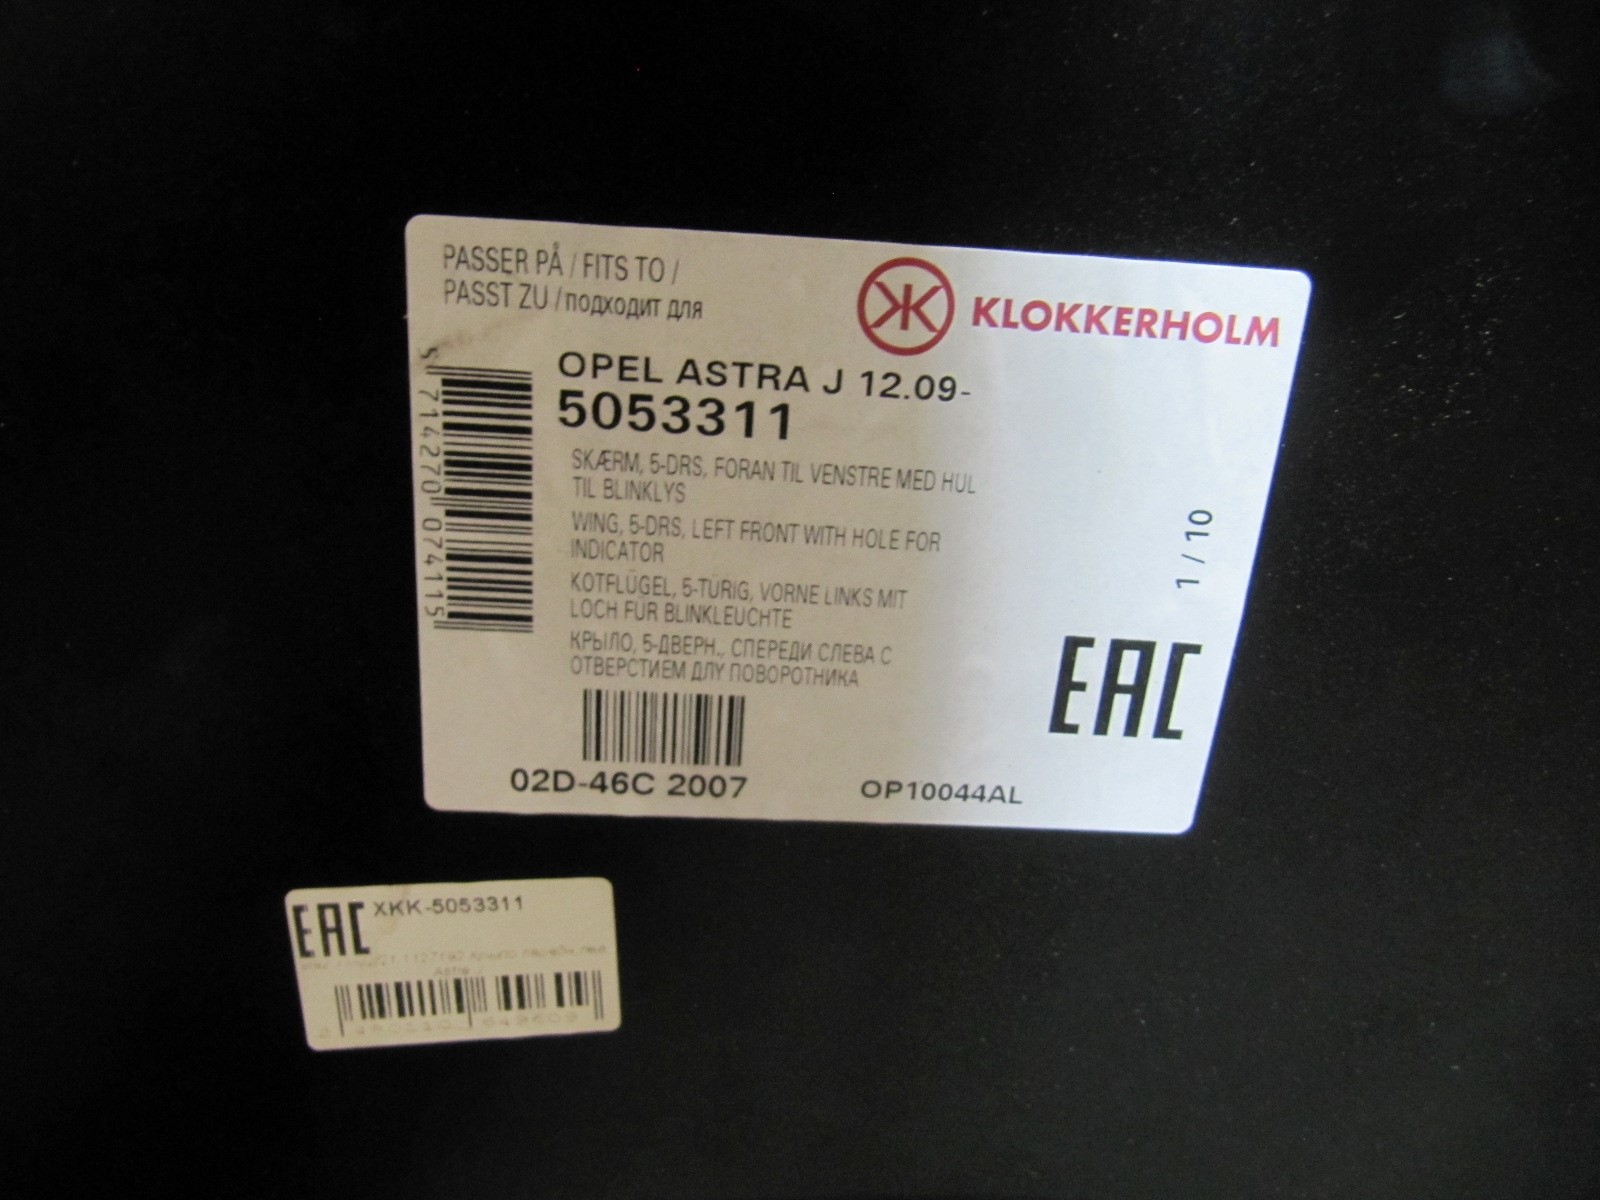 PASSER PÅ / FITS TO /
PASST ZU / подходит для
KLOKKERHOLM
OPEL ASTRA J 12.09-
5053311
SKÆRM, 5-DRS, FORAN TIL VENSTRE MED HUL
TIL BLINKLYS
WING, 5-DRS, LEFT FRONT WITH HOLE FOR
INDICATOR
KOTFLÜGEL, 5-TÜRIG, VORNE LINKS MIT
LOCH FÜR BLINKLEUCHTE
КРЫЛО, 5-ДВЕРН., СПЕРЕДИ СЛЕВА С
ОТВЕРСТИЕМ ДЛY ПОВОРОТНИКА
5 714270 074115
1 / 10
EAC
02D-46C 2007
OP10044AL
EAC XKK-5053311
Astra J